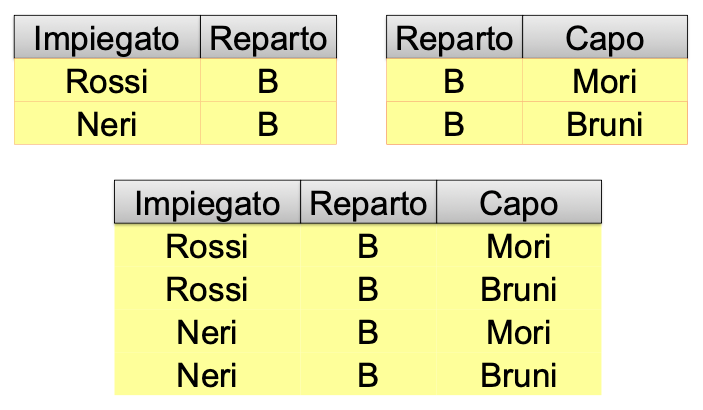 Impiegato Reparto Reparto Capo
Rossi B B Mori
Neri B B Bruni
Impiegato Reparto Capo
Rossi B Mori
Rossi B Bruni
Neri B Mori
Neri B Bruni